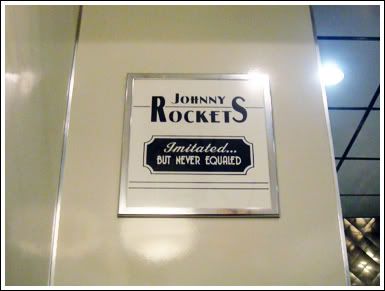 JOHNNY
ROCKETS
Imitated...
BUT NEVER EQUALED